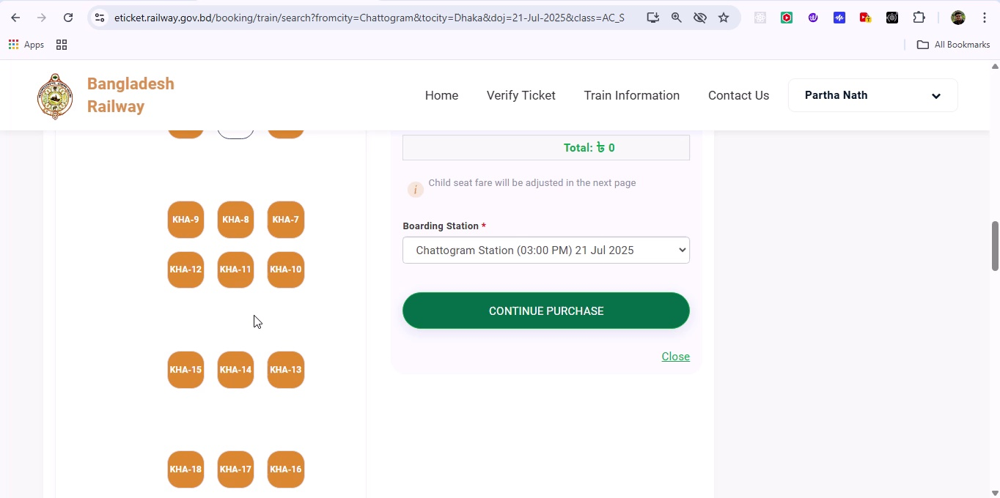 eticket.railway.gov.bd/booking/train/search?fromcity=Chattogram&tocity=Dhaka&doj=21-Jul-2025&class=AC_S
Apps
All Bookmarks
Bangladesh
Railway
Home
Verify Ticket
Train Information
Contact Us
Partha Nath
Total: ৳ 0
Child seat fare will be adjusted in the next page
i
KHA-9
KHA-8
KHA-7
Boarding Station *
Chattogram Station (03:00 PM) 21 Jul 2025
KHA-12
KHA-11
KHA-10
CONTINUE PURCHASE
Close
KHA-15
KHA-14
KHA-13
KHA-18
KHA-17
KHA-16